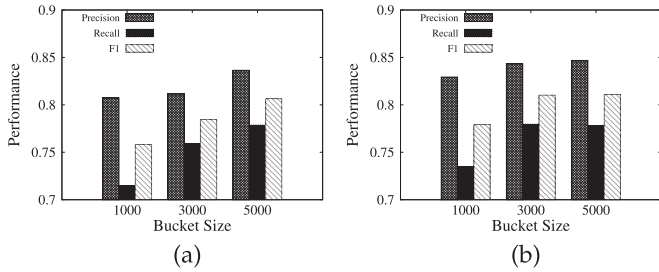 0.9
0.85
0.8
0.75
0.7
Performance
Precision
Recall
F1
1000 3000 5000
Bucket Size
(a)
0.9
0.85
0.8
0.75
0.7
Performance
Precision
Recall
F1
1000 3000 5000
Bucket Size
(b)